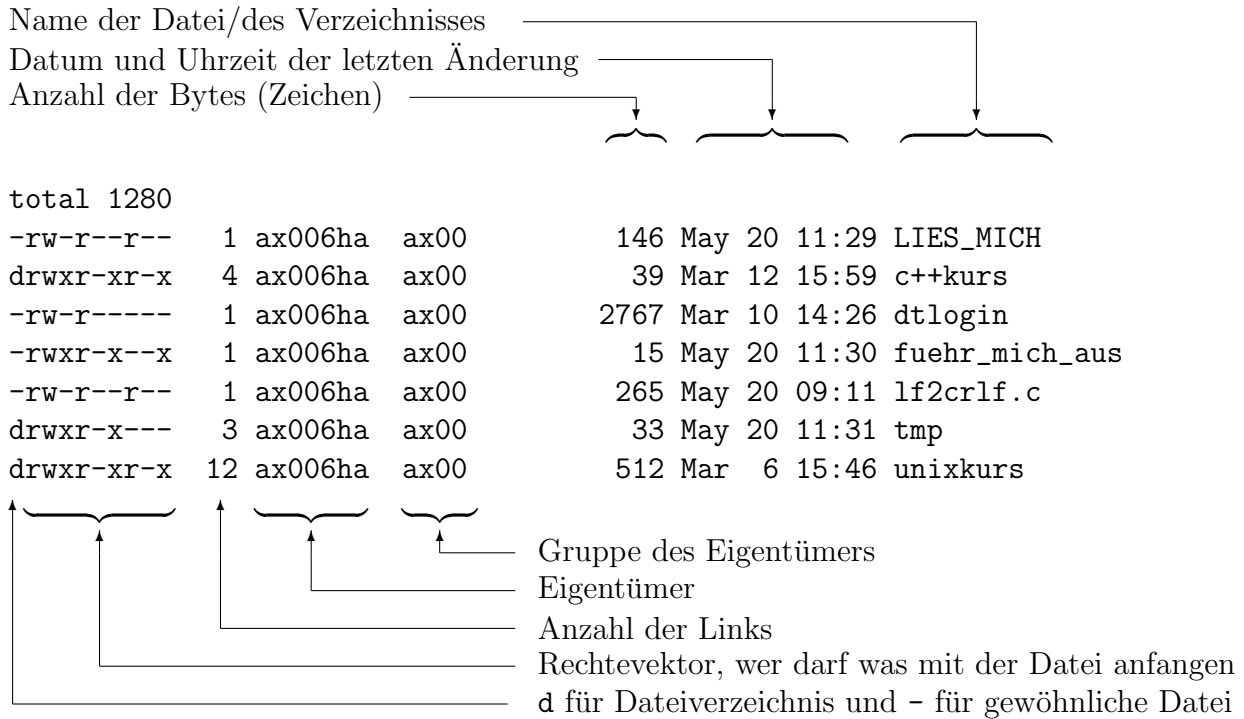 Name der Datei/des Verzeichnisses
Datum und Uhrzeit der letzten Änderung
Anzahl der Bytes (Zeichen)
total 1280
-rw-r--r--   1 ax006ha  ax00         146 May 20 11:29 LIES_MICH
drwxr-xr-x   4 ax006ha  ax00          39 Mar 12 15:59 c++kurs
-rw-r-----   1 ax006ha  ax00        2767 Mar 10 14:26 dtlogin
-rwxr-x--x   1 ax006ha  ax00          15 May 20 11:30 fuehr_mich_aus
-rw-r--r--   1 ax006ha  ax00         265 May 20 09:11 lf2crlf.c
drwxr-x---   3 ax006ha  ax00          33 May 20 11:31 tmp
drwxr-xr-x  12 ax006ha  ax00         512 Mar  6 15:46 unixkurs
Gruppe des Eigentümers
Eigentümer
Anzahl der Links
Rechtevektor, wer darf was mit der Datei anfangen
d für Dateiverzeichnis und - für gewöhnliche Datei